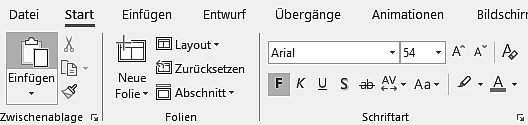 Datei Start Einfügen Entwurf Übergänge Animationen Bildschirm
Einfügen
Neue Folie
Layout
Zurücksetzen
Abschnitt
Arial 54 A A A
F K U S ab AV Aa A
Zwischenablage Folien Schriftart